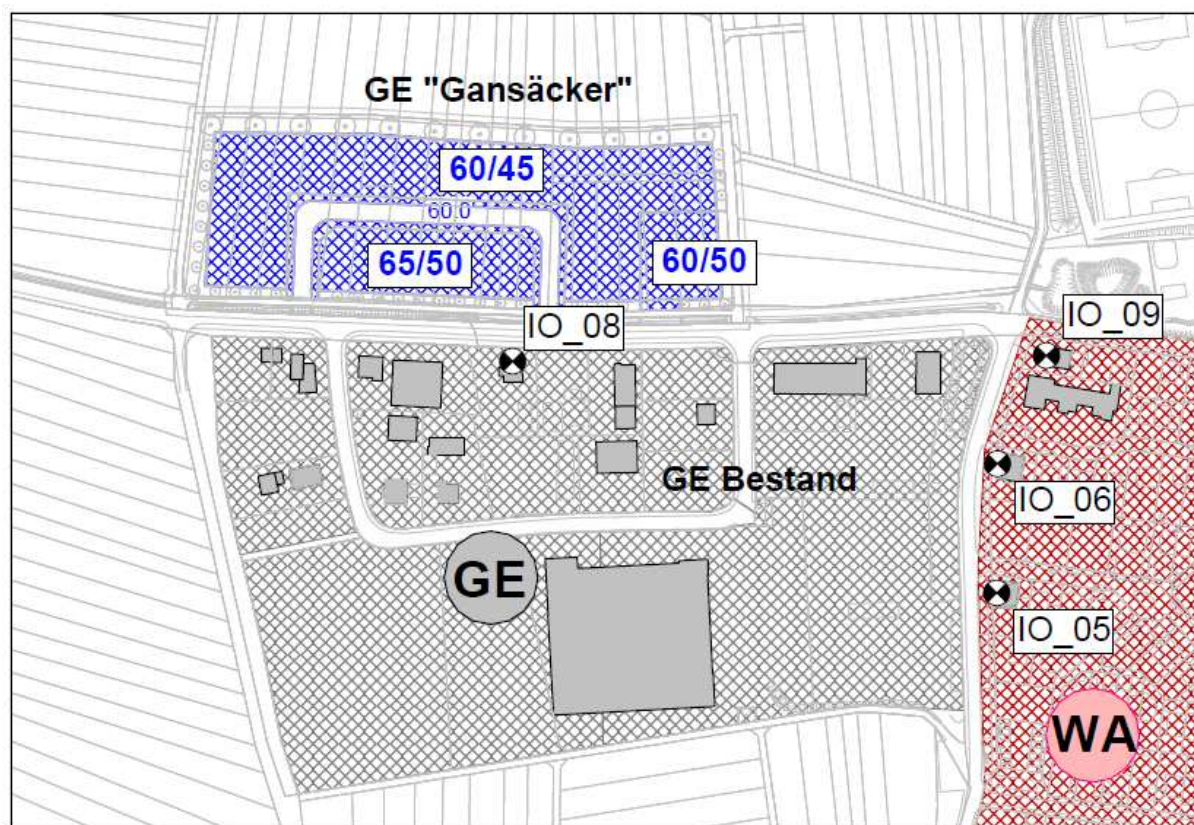 GE "Gansäcker"
60/45
60.0
65/50
60/50
IO_08
IO_09
GE Bestand
IO_06
GE
IO_05
WA